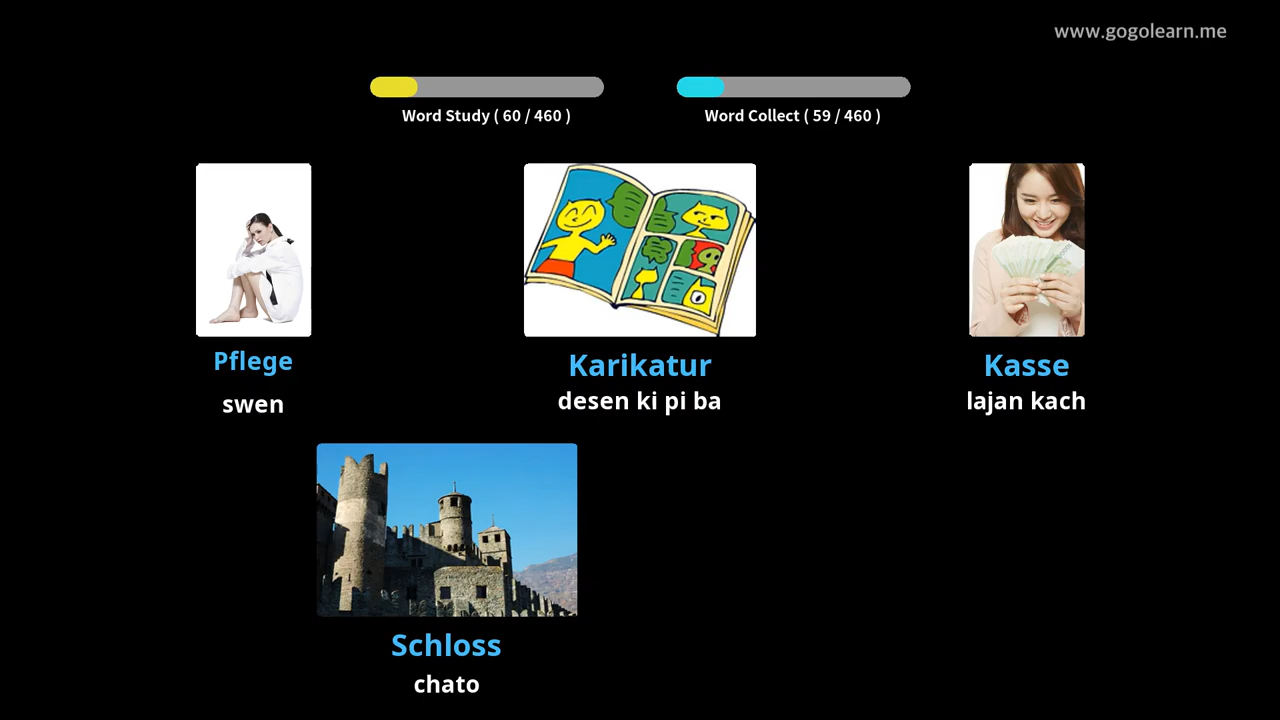 www.gogolearn.me
Word Study ( 60 / 460 )
Word Collect ( 59 / 460 )
Pflege
swen
Karikatur
desen ki pi ba
Kasse
lajan kach
Schloss
chato